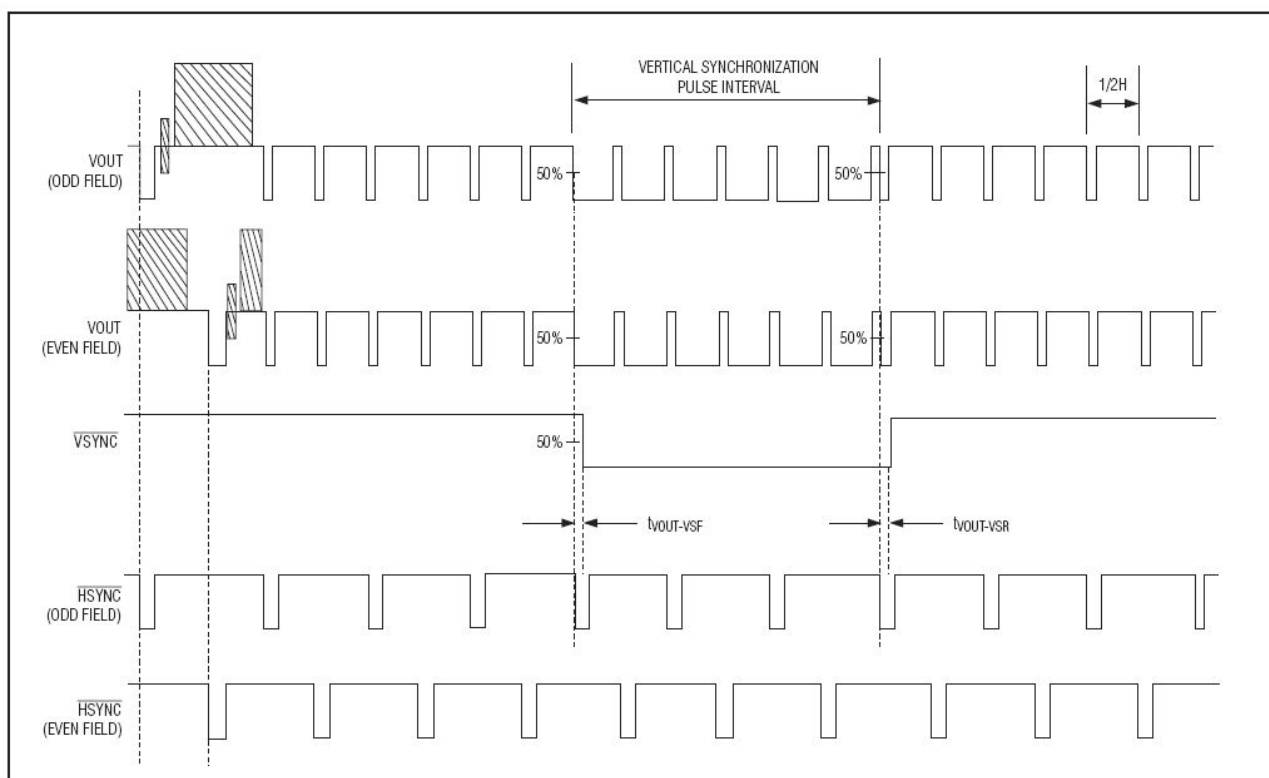 VERTICAL SYNCHRONIZATION
PULSE INTERVAL
1/2H
VOUT
(ODD FIELD)
50%
50%
VOUT
(EVEN FIELD)
50%
50%
VSYNC
50%
tVOUT-VSF
tVOUT-VSR
HSYNC
(ODD FIELD)
HSYNC
(EVEN FIELD)